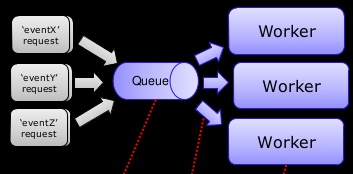 'eventX'
request
'eventY'
request
'eventZ'
request
Queue
Worker
Worker
Worker